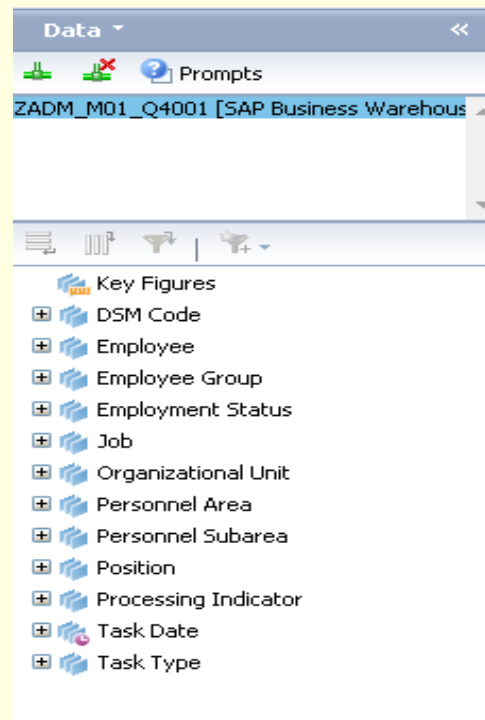 Data
Prompts
ZADM_M01_Q4001 [SAP Business Warehous
Key Figures
DSM Code
Employee
Employee Group
Employment Status
Job
Organizational Unit
Personnel Area
Personnel Subarea
Position
Processing Indicator
Task Date
Task Type